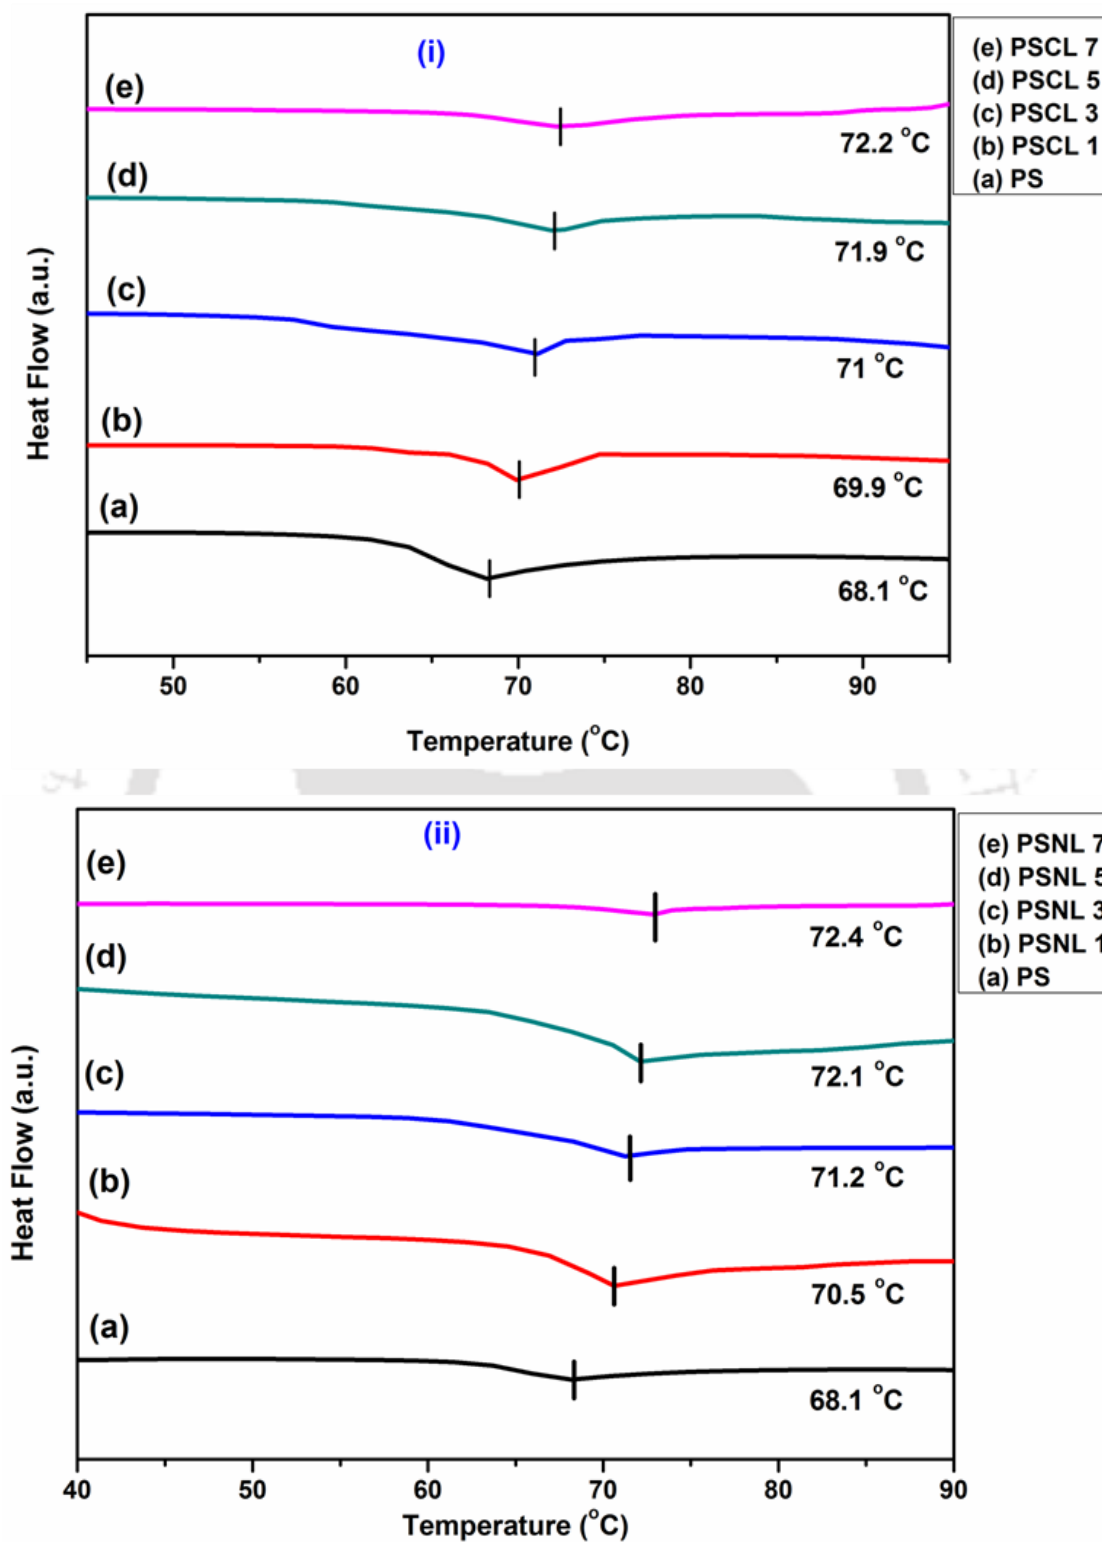 (i)
(e) PSCL 7
(d) PSCL 5
(c) PSCL 3
(b) PSCL 1
(a) PS
(e)
72.2 °C
(d)
71.9 °C
(c)
71 °C
(b)
69.9 °C
(a)
68.1 °C
Heat Flow (a.u.)
50 60 70 80 90
Temperature (°C)
(ii)
(e) PSNL 7
(d) PSNL 5
(c) PSNL 3
(b) PSNL 1
(a) PS
(e)
72.4 °C
(d)
72.1 °C
(c)
71.2 °C
(b)
70.5 °C
(a)
68.1 °C
Heat Flow (a.u.)
40 50 60 70 80 90
Temperature (°C)